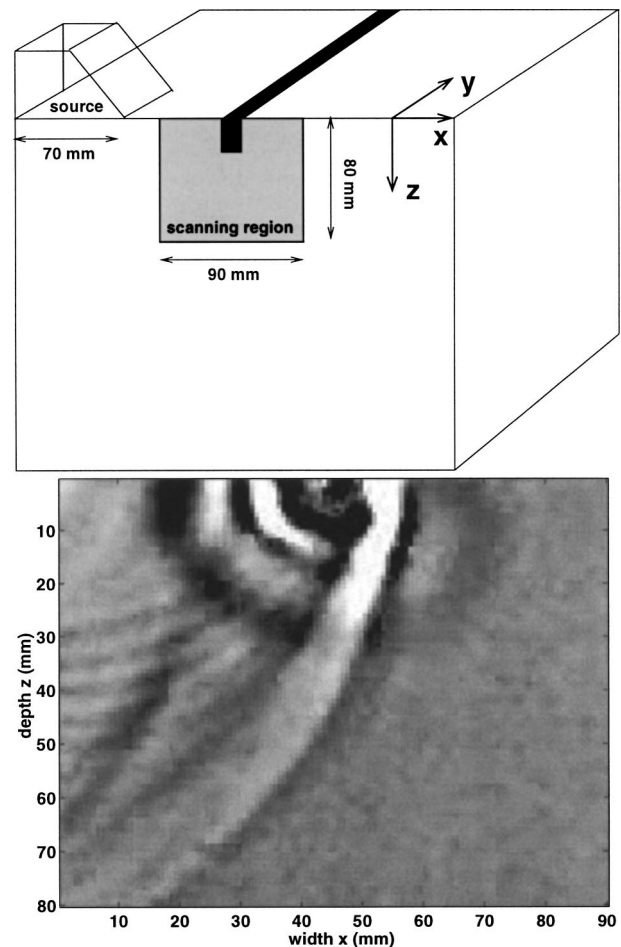 source
70 mm
y
x
z
80 mm
scanning region
90 mm
10
20
30
40
50
60
70
80
depth z (mm)
10 20 30 40 50 60 70 80 90
width x (mm)